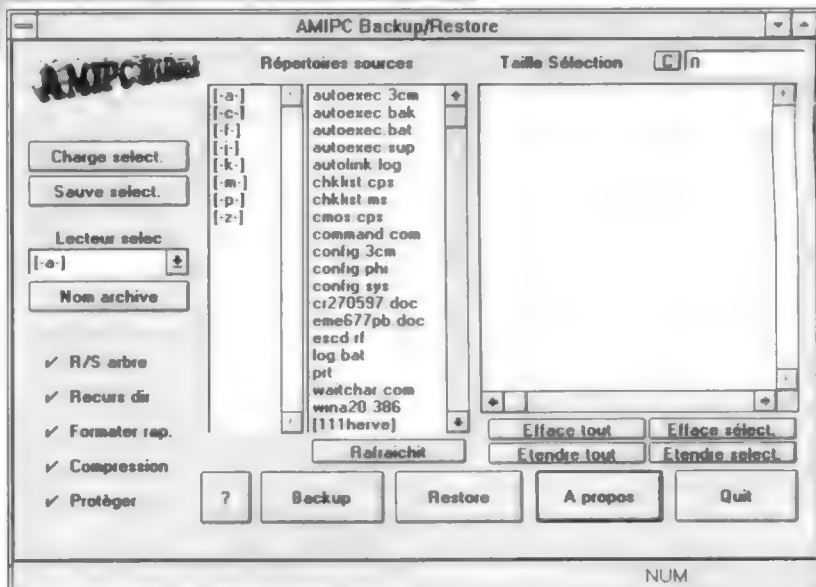 AMIPC Backup/Restore
AMIPC
Répertoires sources
Taille Sélection
C
[-a-]
[-c-]
[-f-]
[-j-]
[-k-]
[-m-]
[-p-]
[-z-]
autoexec.3cm
autoexec.bak
autoexec.bat
autoexec.sup
autolink.log
chklist.cps
chklist.ms
cmos.cps
command.com
config.3cm
config.phi
config.sys
cr270597.doc
eme677pb.doc
escd.rf
log.bat
prt
waitchar.com
wina20.386
[111herve]
Charge select.
Sauve select.
Lecteur selec
[-a-]
Nom archive
R/S arbre
Recurs dir
Formater rap.
Compression
Protèger
Rafraichit
Efface tout
Efface sélect.
Etendre tout
Etendre select.
?
Backup
Restore
A propos
Quit
NUM